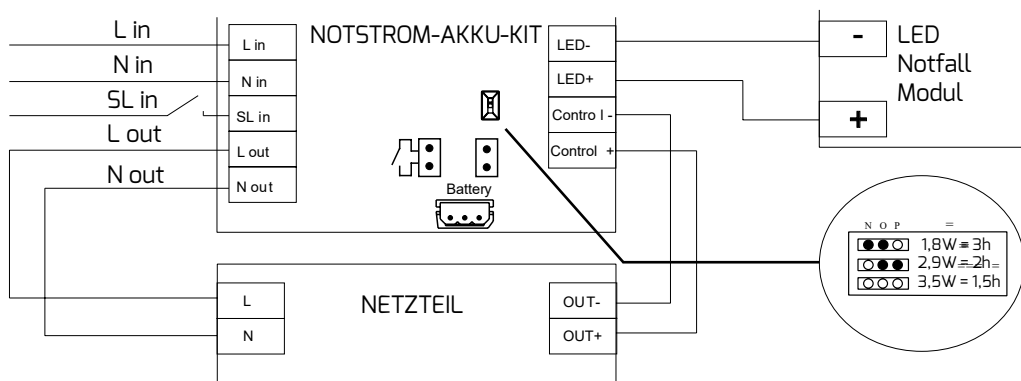 L in
N in
SL in
L out
N out
NOTSTROM-AKKU-KIT
L in
N in
SL in
L out
N out
Battery
LED-
LED+
Contro l -
Control +
-
+
LED
Notfall
Modul
N O P =
1,8W = 3h
2,9W = 2h
3,5W = 1,5h
NETZTEIL
L
N
OUT-
OUT+